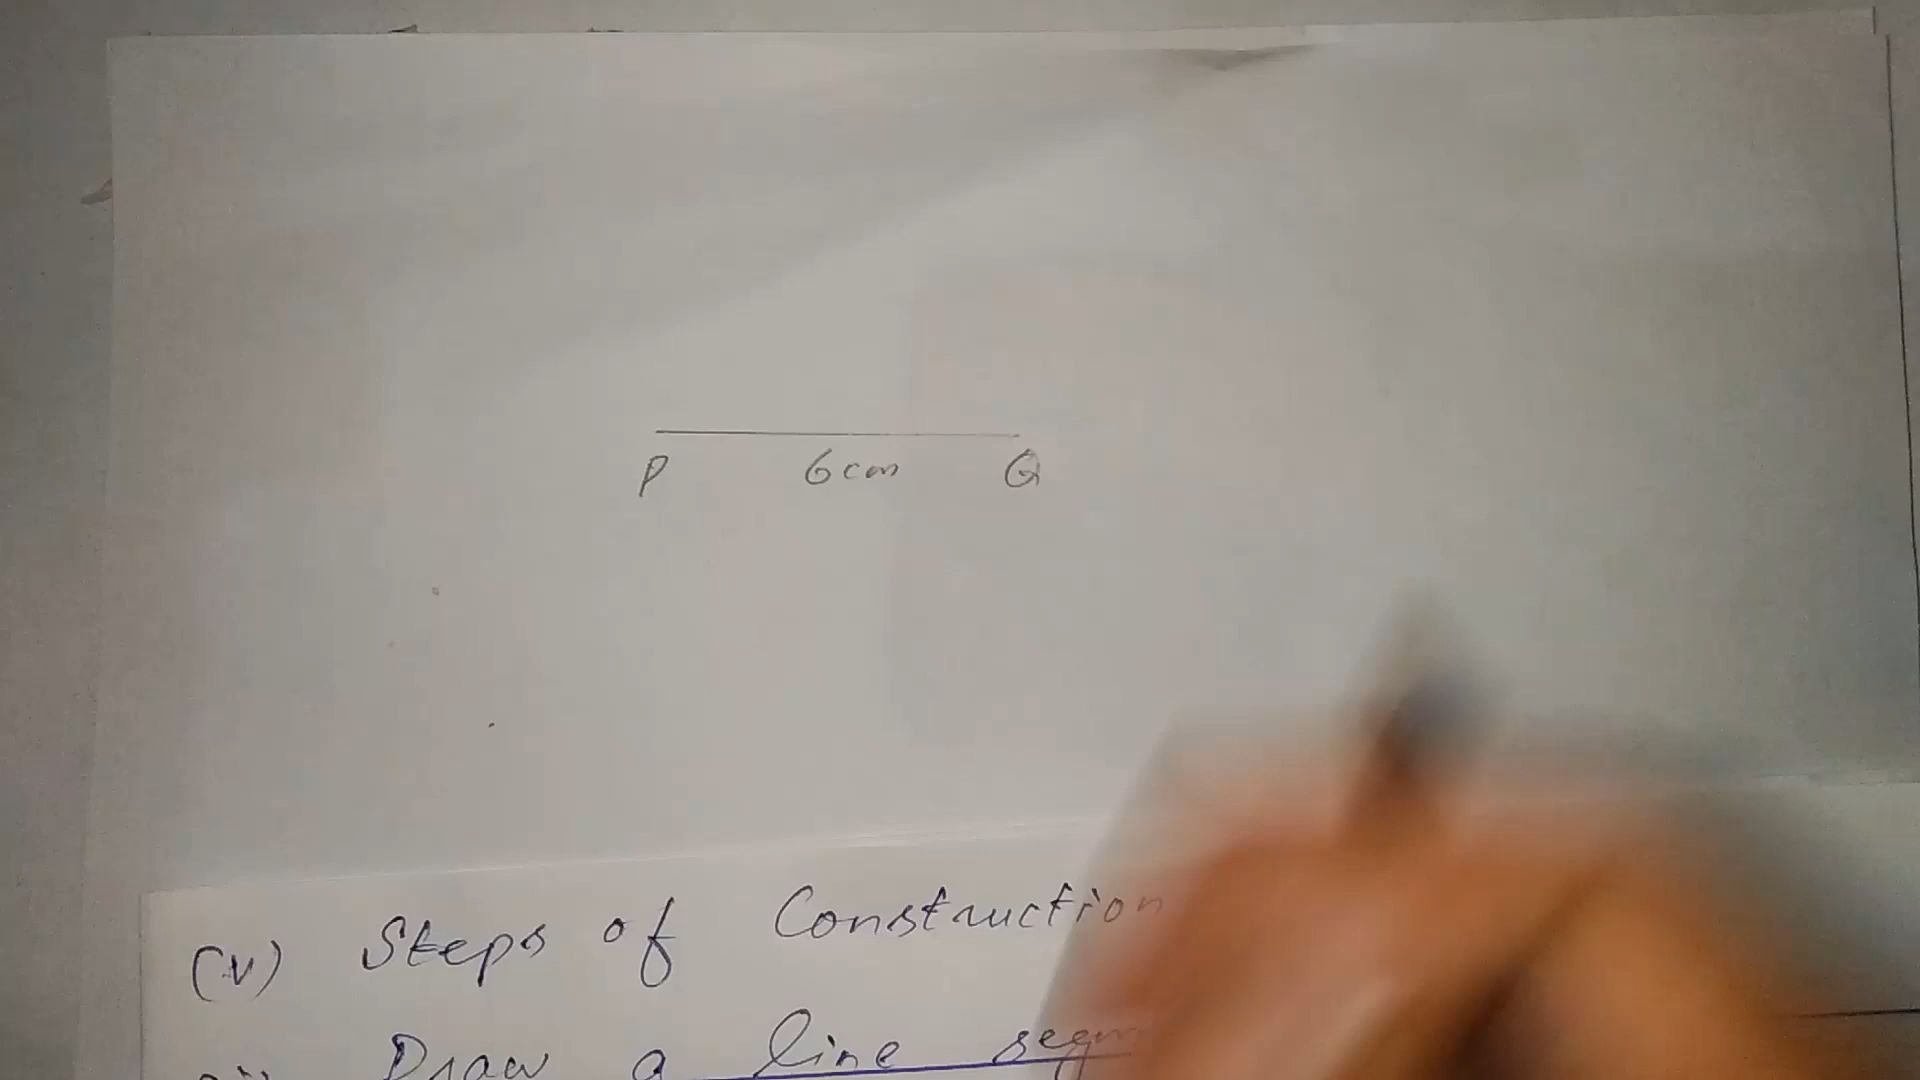 P 6cm Q
(v) Steps of Construction
Draw a line